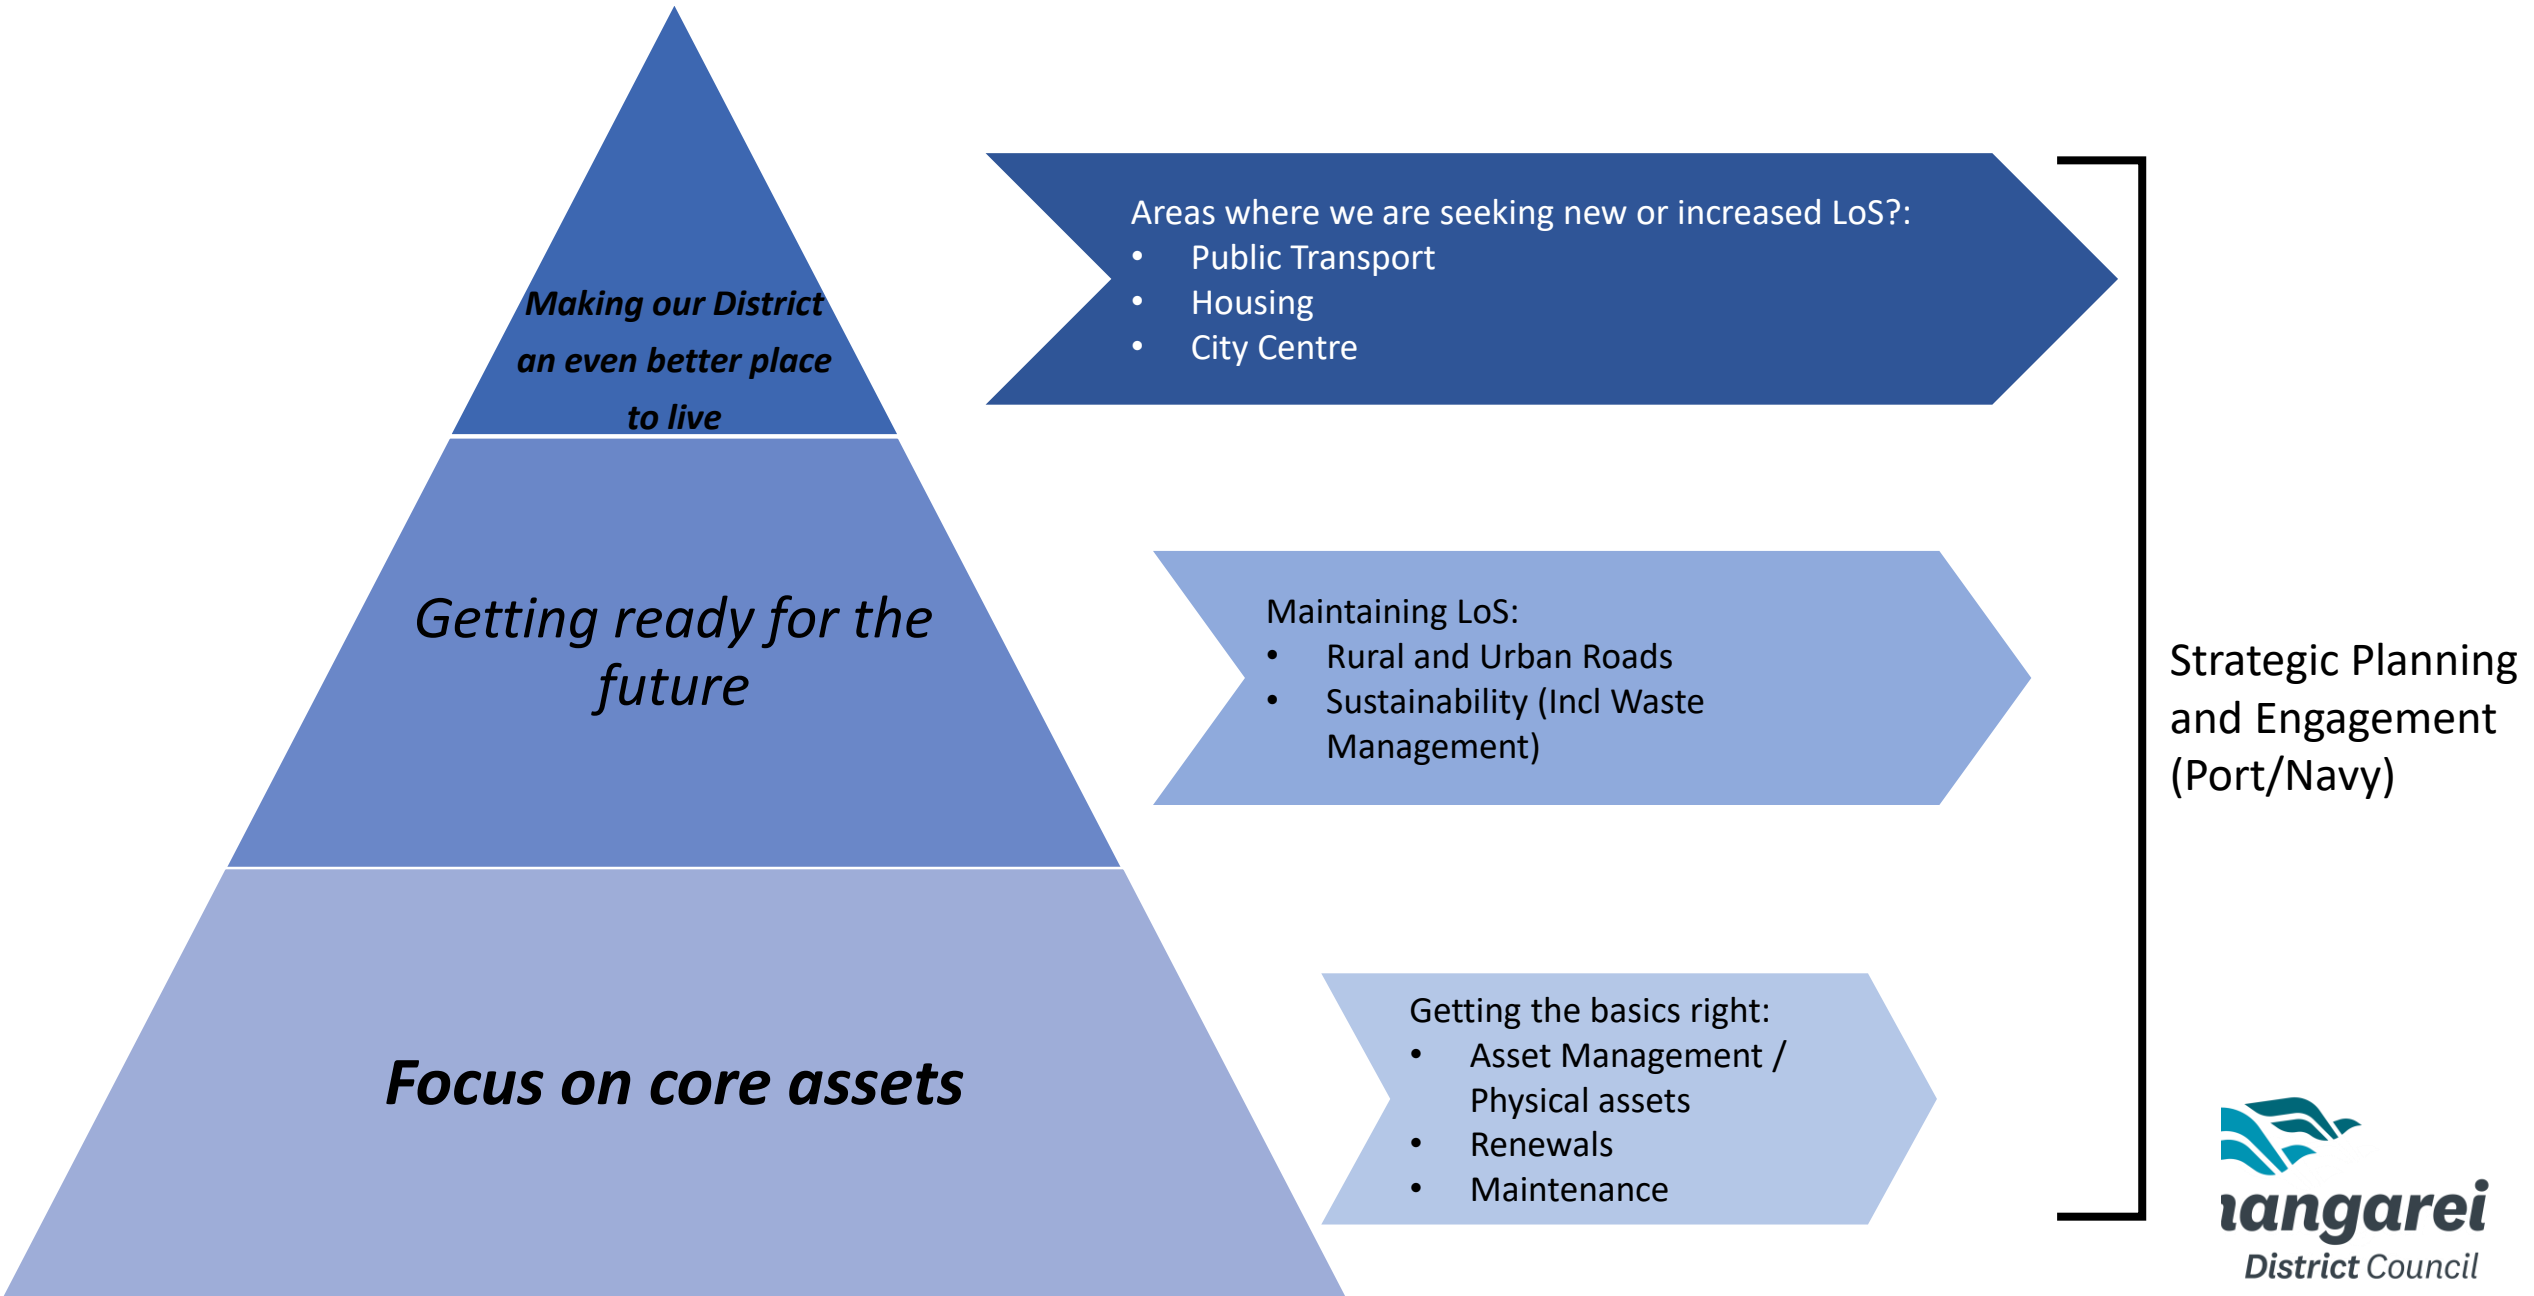 Making our District
an even better place
to live
Areas where we are seeking new or increased LoS?:
• Public Transport
• Housing
• City Centre
Getting ready for the
future
Maintaining LoS:
• Rural and Urban Roads
• Sustainability (Incl Waste
Management)
Strategic Planning
and Engagement
(Port/Navy)
Focus on core assets
Getting the basics right:
• Asset Management /
Physical assets
• Renewals
• Maintenance
District Council